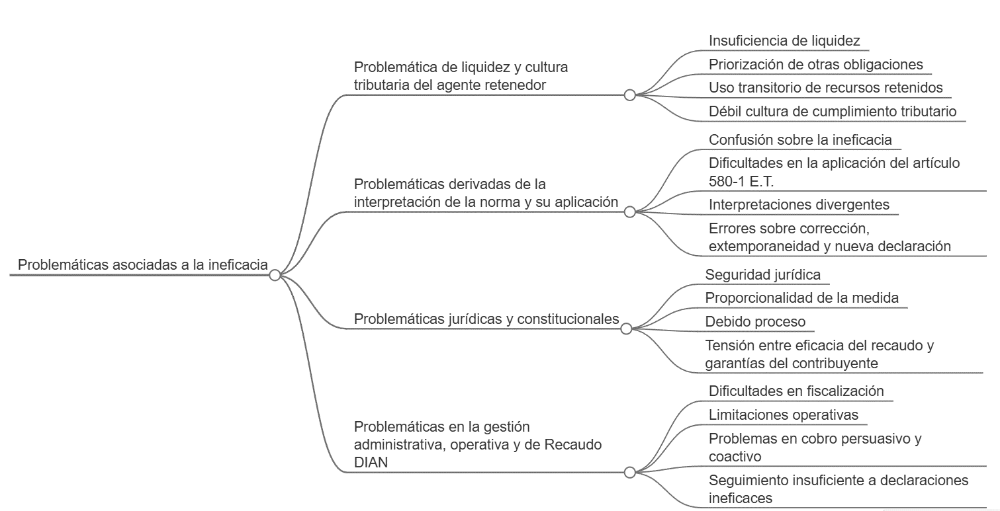 Problemáticas asociadas a la ineficacia
Problemática de liquidez y cultura
tributaria del agente retenedor
Insuficiencia de liquidez
Priorización de otras obligaciones
Uso transitorio de recursos retenidos
Débil cultura de cumplimiento tributario
Problemáticas derivadas de la
interpretación de la norma y su aplicación
Confusión sobre la ineficacia
Dificultades en la aplicación del artículo
580-1 E.T.
Interpretaciones divergentes
Errores sobre corrección,
extemporaneidad y nueva declaración
Problemáticas jurídicas y constitucionales
Seguridad jurídica
Proporcionalidad de la medida
Debido proceso
Tensión entre eficacia del recaudo y
garantías del contribuyente
Problemáticas en la gestión
administrativa, operativa y de Recaudo
DIAN
Dificultades en fiscalización
Limitaciones operativas
Problemas en cobro persuasivo y
coactivo
Seguimiento insuficiente a declaraciones
ineficaces